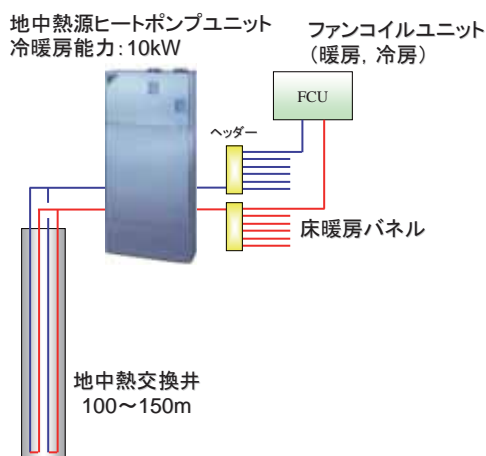 地中熱源ヒートポンプユニット
冷暖房能力：10kW
ファンコイルユニット
（暖房，冷房）
FCU
ヘッダー
床暖房パネル
地中熱交換井
100～150m